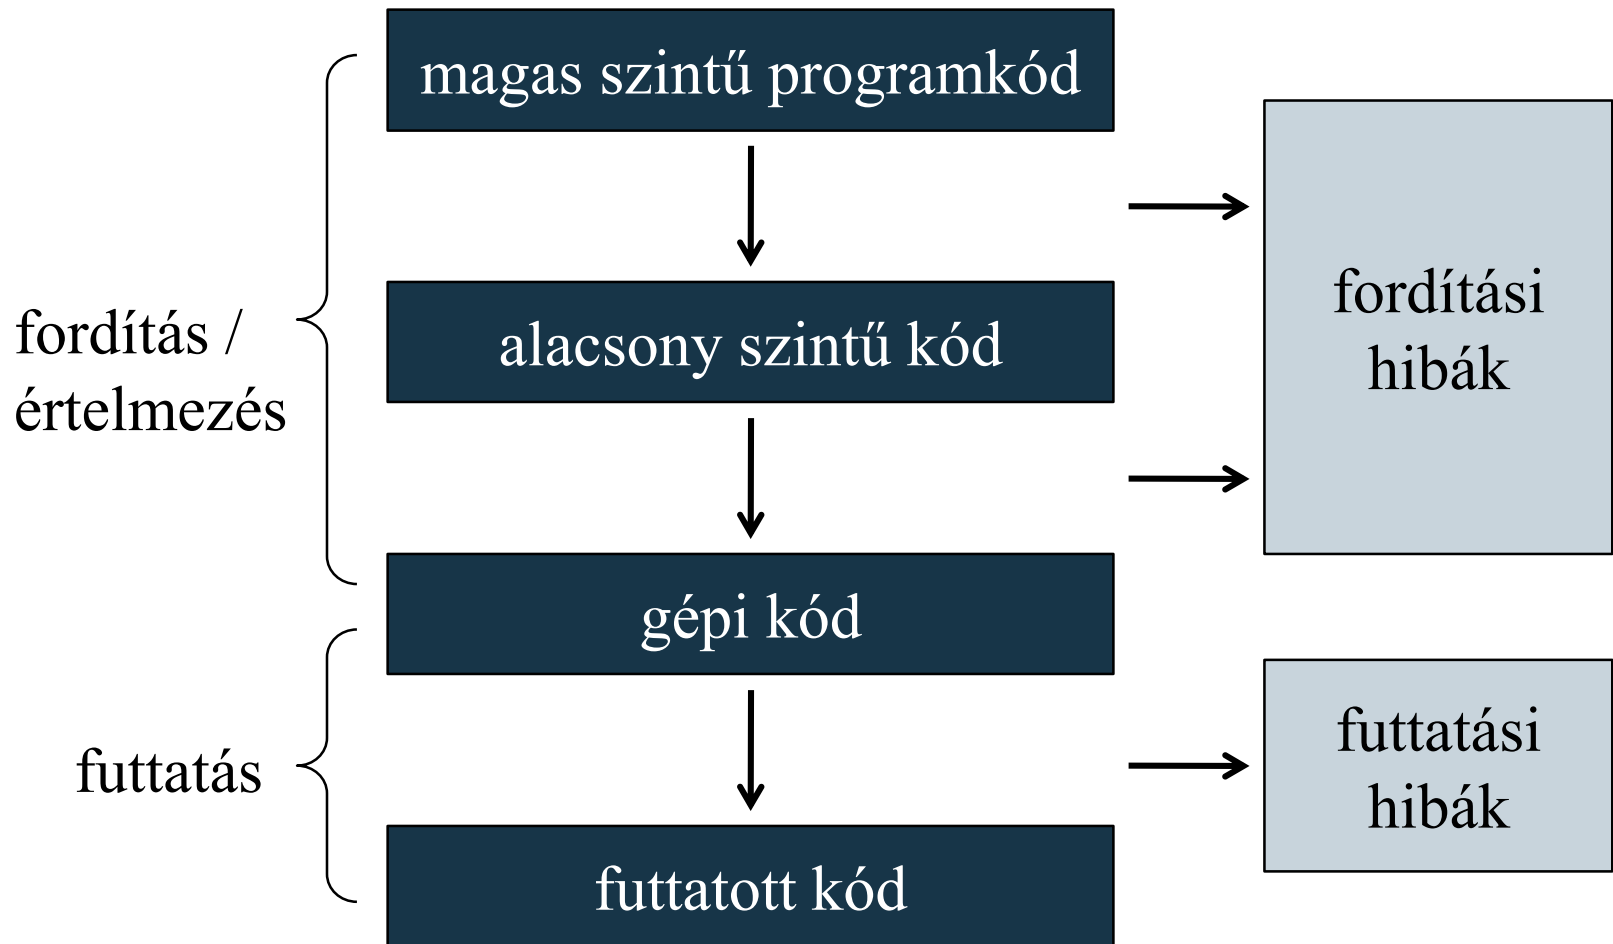 magas szintű programkód
fordítás /
értelmezés
alacsony szintű kód
fordítási
hibák
gépi kód
futtatás
futtatási
hibák
futtatott kód